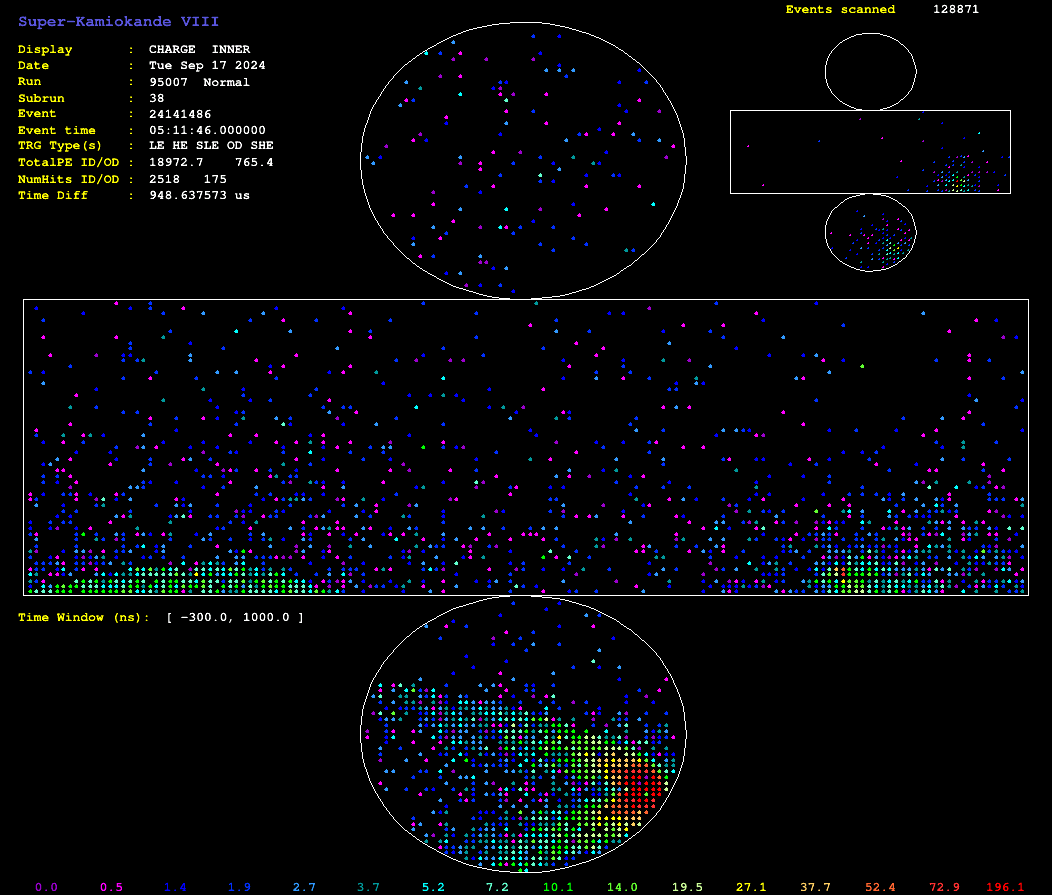 Super-Kamiokande VIII
Events scanned 128871
Display : CHARGE INNER
Date : Tue Sep 17 2024
Run : 95007 Normal
Subrun : 38
Event : 24141486
Event time : 05:11:46.000000
TRG Type(s) : LE HE SLE OD SHE
TotalPE ID/OD : 18972.7 765.4
NumHits ID/OD : 2518 175
Time Diff : 948.637573 us
Time Window (ns): [ -300.0, 1000.0 ]
0.0 0.5 1.4 1.9 2.7 3.7 5.2 7.2 10.1 14.0 19.5 27.1 37.7 52.4 72.9 196.1